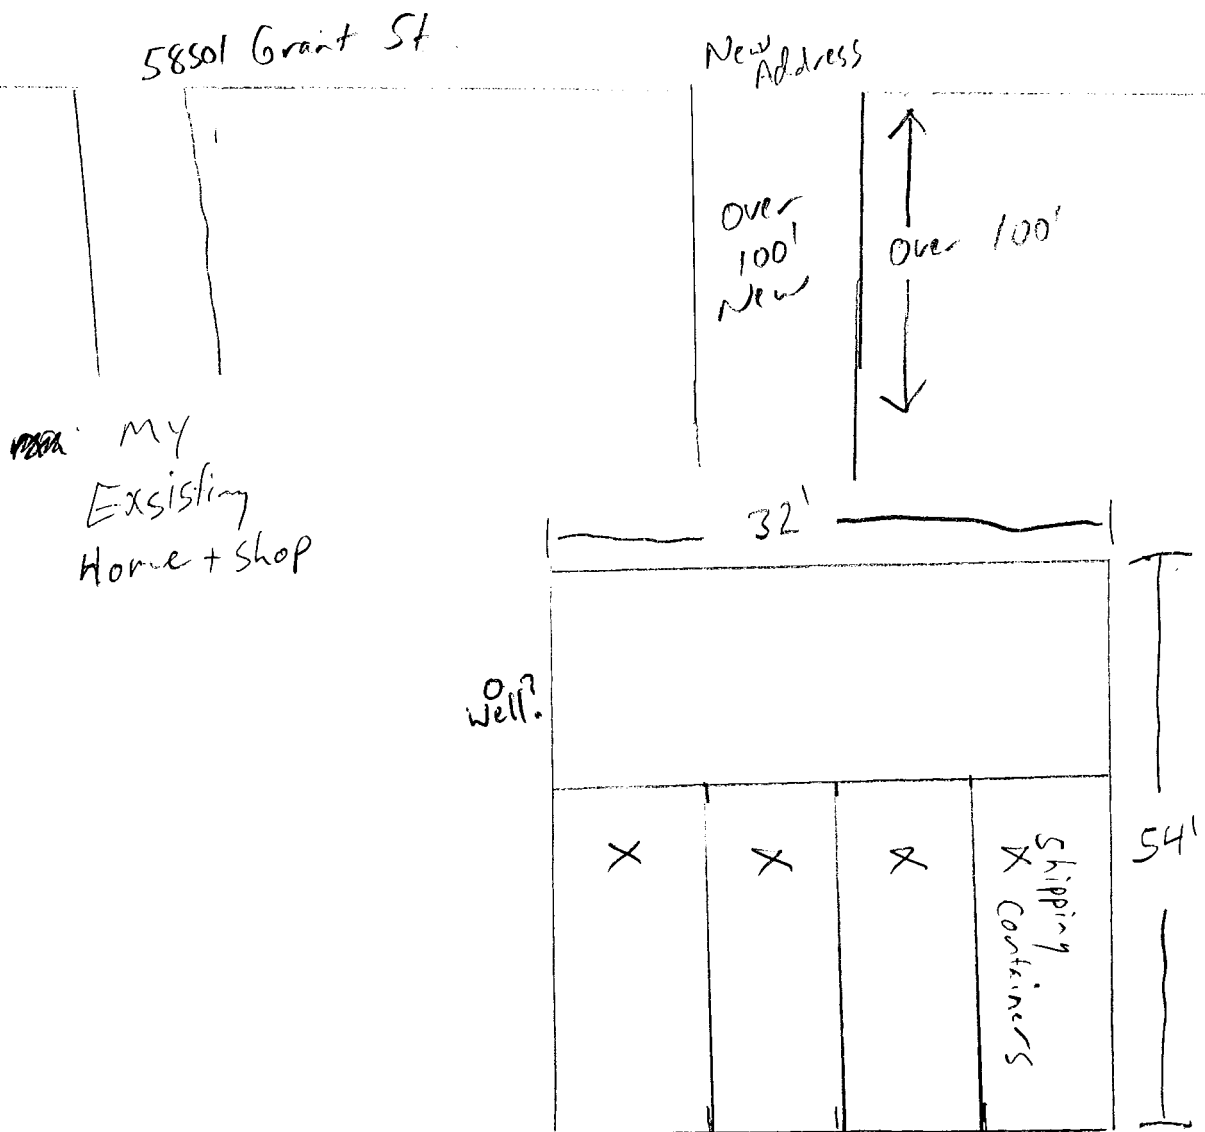 58501 Grant St.
New
Address
Over
100'
New
Over 100'
My
Exsisting
Home + shop
32'
Well?
54'
X
X
X
X
Shipping
Containers